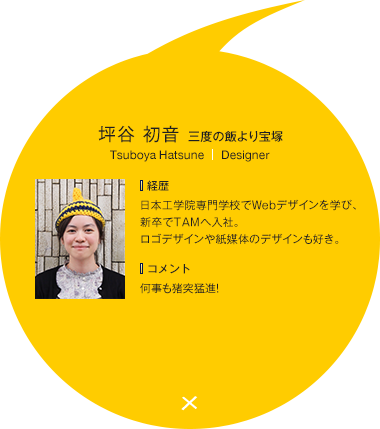 坪谷 初音 三度の飯より宝塚
Tsuboya Hatsune | Designer
経歴
日本工学院専門学校でWebデザインを学び、
新卒でTAMへ入社。
ロゴデザインや紙媒体のデザインも好き。
コメント
何事も猪突猛進!